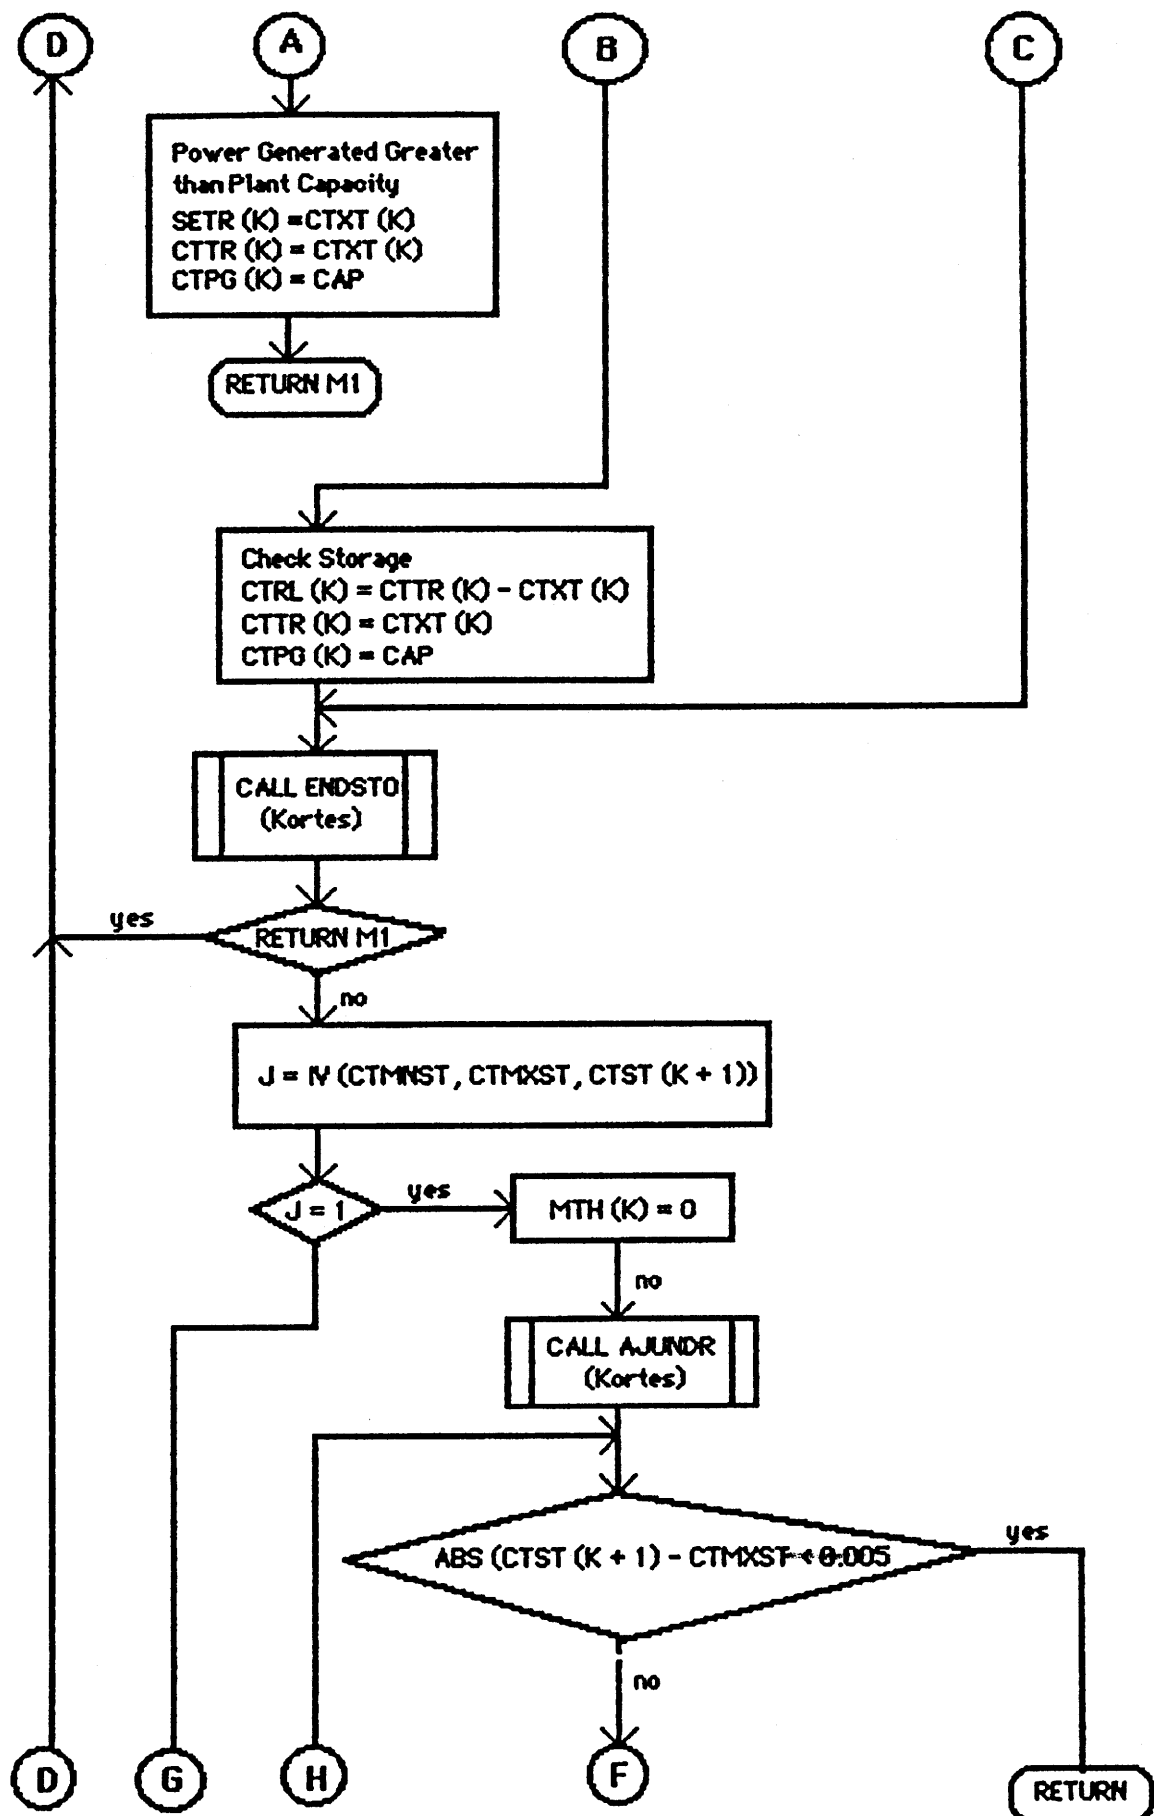 D
A
B
C
Power Generated Greater
than Plant Capacity
SETR (K) = CTXT (K)
CTTR (K) = CTXT (K)
CTPG (K) = CAP
RETURN M1
Check Storage
CTRL (K) = CTTR (K) - CTXT (K)
CTTR (K) = CTXT (K)
CTPG (K) = CAP
CALL ENDSTO
(Kortes)
yes
RETURN M1
no
J = IV (CTMNST, CTMXST, CTST (K + 1))
J = 1
yes
MTH (K) = 0
no
CALL AJUNDR
(Kortes)
ABS (CTST (K + 1) - CTMXST < 0.005
yes
no
D
G
H
F
RETURN